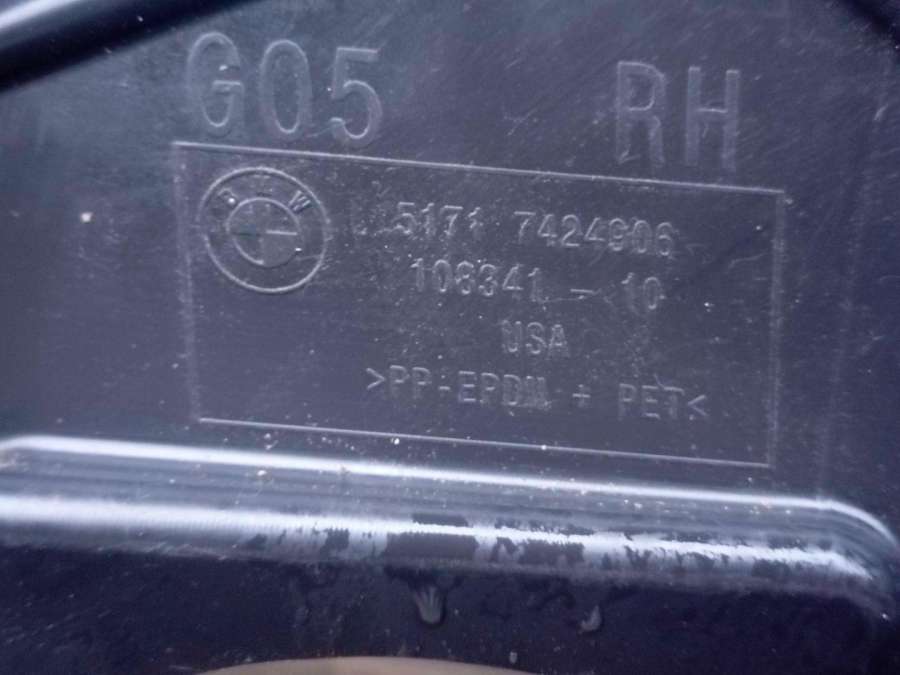 G05 RH
BMW
5171 7424906
108341 - 10
USA
>PP-EPDM + PET<